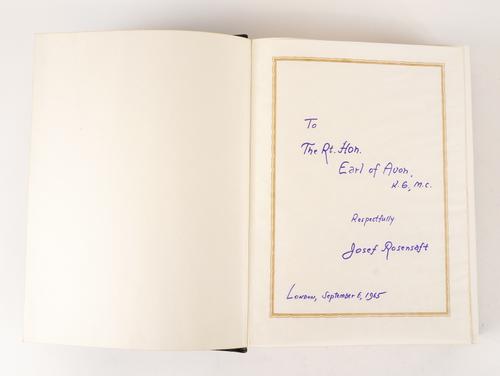 To
The Rt. Hon.
Earl of Avon,
K.G., M.C.
Respectfully
Josef Rosensaft
London, September 6, 1965